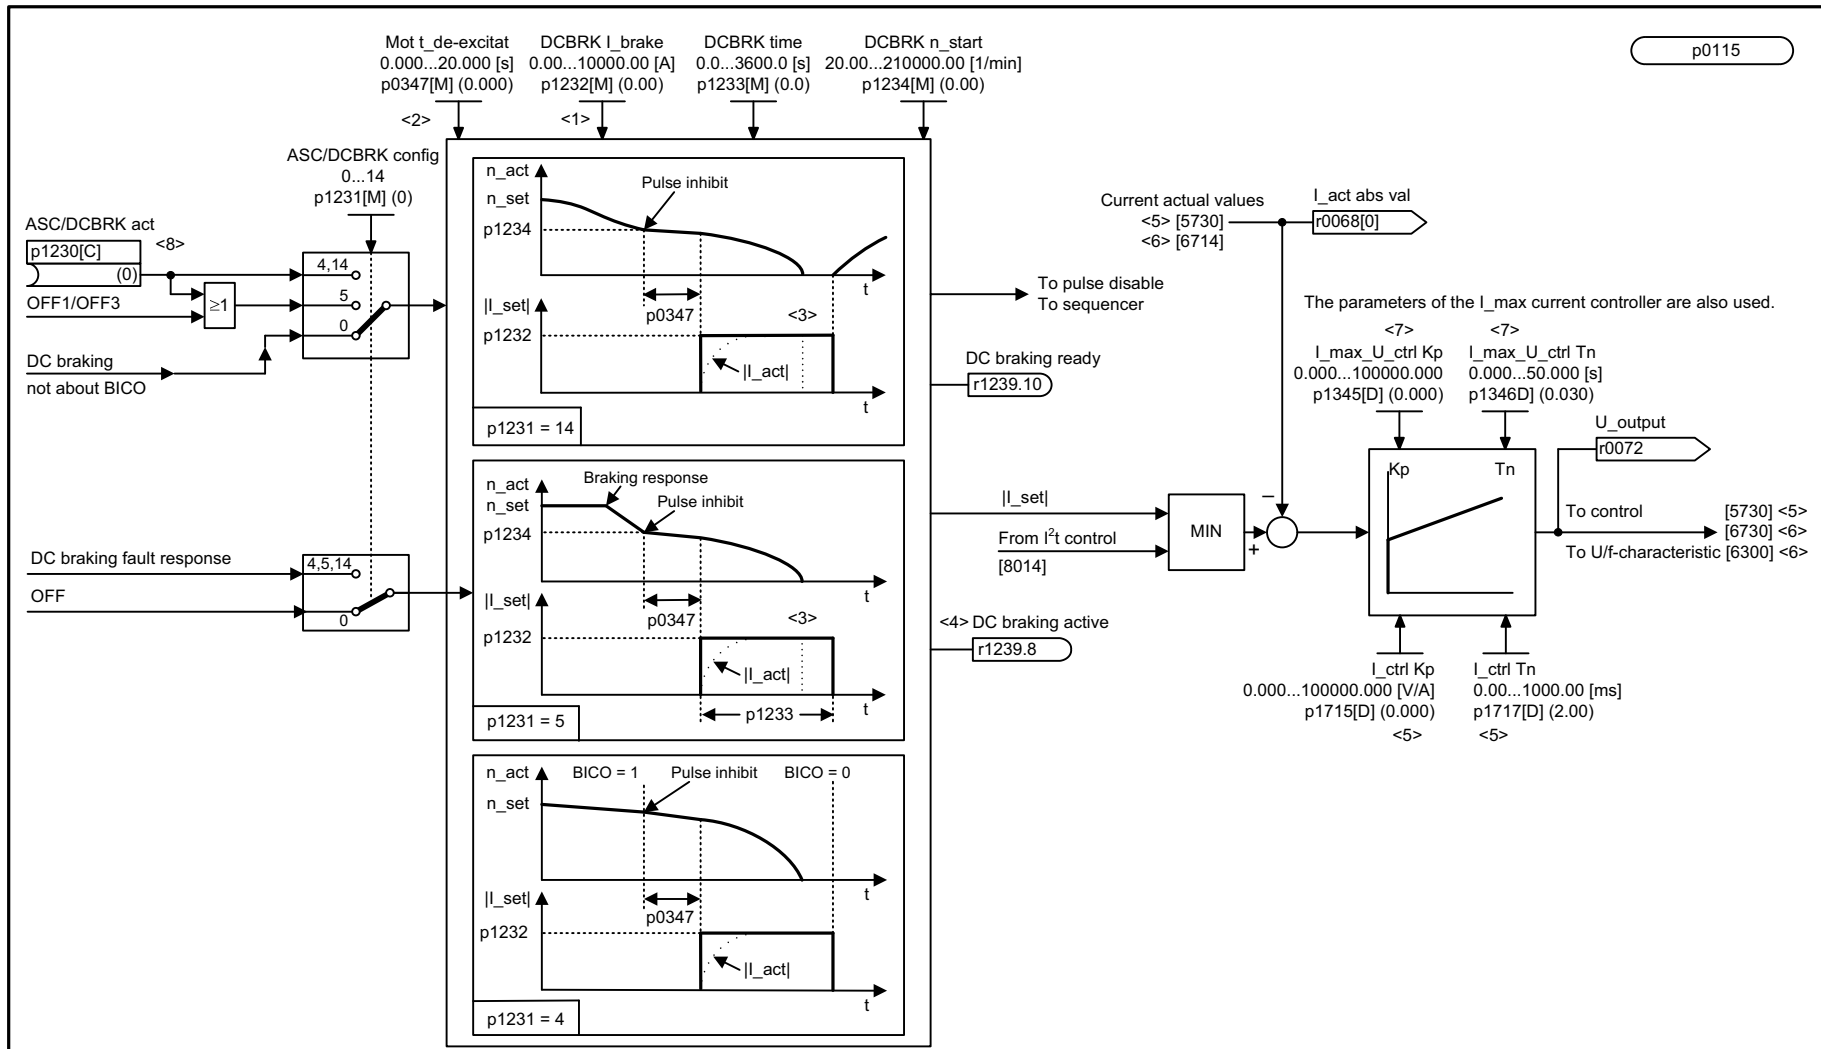 Mot t_de-excitat
0.000...20.000 [s]
p0347[M] (0.000)
<2>
DCBRK I_brake
0.00...10000.00 [A]
p1232[M] (0.00)
<1>
DCBRK time
0.0...3600.0 [s]
p1233[M] (0.0)
DCBRK n_start
20.00...210000.00 [1/min]
p1234[M] (0.00)
p0115
ASC/DCBRK config
0...14
p1231[M] (0)
ASC/DCBRK act
p1230[C]
(0)
<8>
OFF1/OFF3
≥1
DC braking
not about BICO
4,14
5
0
DC braking fault response
OFF
4,5,14
0
n_act
n_set
p1234
Pulse inhibit
t
|I_set|
p1232
p0347
<3>
|I_act|
t
p1231 = 14
n_act
n_set
p1234
Braking response
Pulse inhibit
t
|I_set|
p1232
p0347
<3>
|I_act|
t
p1233
p1231 = 5
n_act
n_set
BICO = 1
Pulse inhibit
BICO = 0
t
|I_set|
p1232
p0347
|I_act|
t
p1231 = 4
Current actual values
<5> [5730]
<6> [6714]
I_act abs val
r0068[0]
To pulse disable
To sequencer
DC braking ready
r1239.10
|I_set|
From I²t control
[8014]
MIN
+
–
<4> DC braking active
r1239.8
The parameters of the I_max current controller are also used.
<7>
I_max_U_ctrl Kp
0.000...100000.000
p1345[D] (0.000)
<7>
I_max_U_ctrl Tn
0.000...50.000 [s]
p1346D] (0.030)
Kp
Tn
U_output
r0072
To control
[5730] <5>
[6730] <6>
To U/f-characteristic [6300] <6>
I_ctrl Kp
0.000...100000.000 [V/A]
p1715[D] (0.000)
<5>
I_ctrl Tn
0.00...1000.00 [ms]
p1717[D] (2.00)
<5>